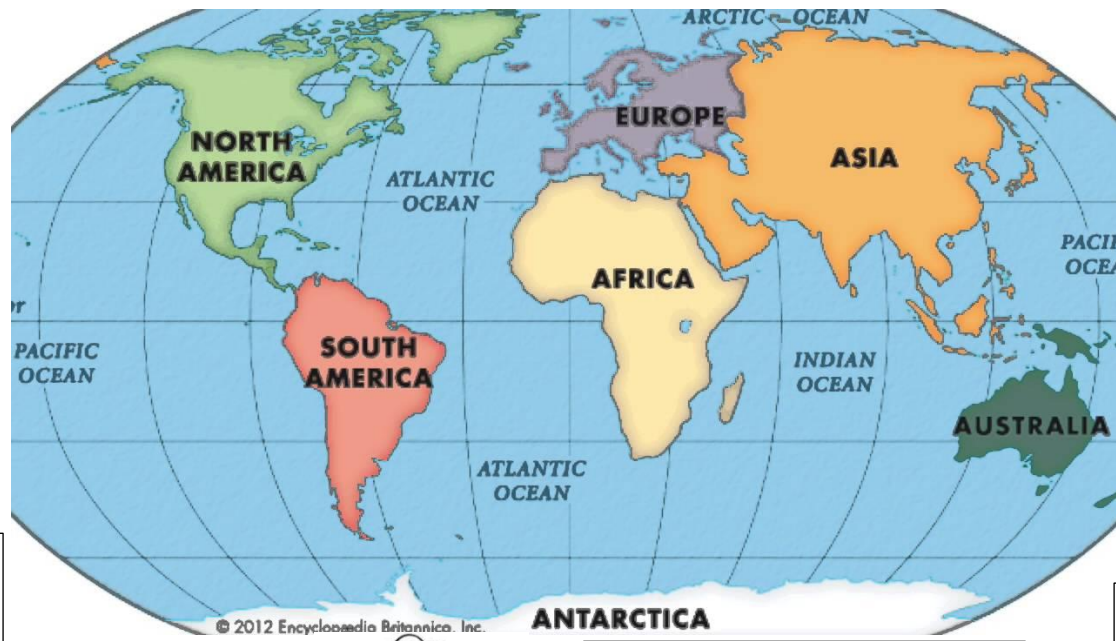 ARCTIC OCEAN
EUROPE
NORTH
AMERICA
ASIA
ATLANTIC
OCEAN
AFRICA
PACIFIC
OCEAN
SOUTH
AMERICA
INDIAN
OCEAN
AUSTRALIA
ATLANTIC
OCEAN
ANTARCTICA
© 2012 Encyclopædia Britannica, Inc.